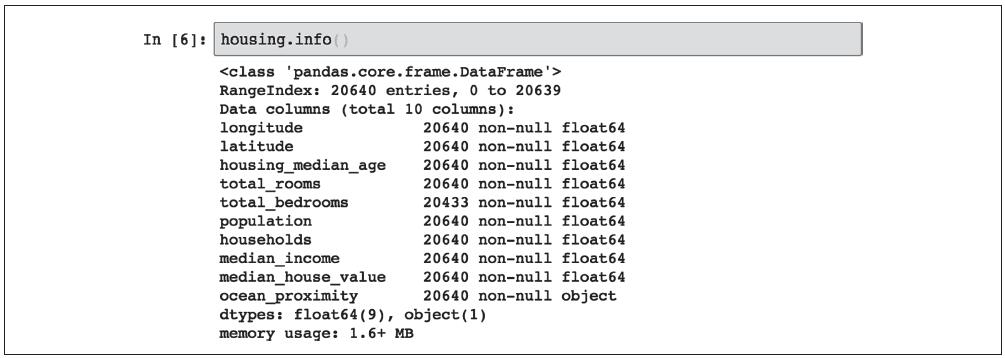 In [6]: housing.info()
<class 'pandas.core.frame.DataFrame'>
RangeIndex: 20640 entries, 0 to 20639
Data columns (total 10 columns):
longitude 20640 non-null float64
latitude 20640 non-null float64
housing_median_age 20640 non-null float64
total_rooms 20640 non-null float64
total_bedrooms 20433 non-null float64
population 20640 non-null float64
households 20640 non-null float64
median_income 20640 non-null float64
median_house_value 20640 non-null float64
ocean_proximity 20640 non-null object
dtypes: float64(9), object(1)
memory usage: 1.6+ MB